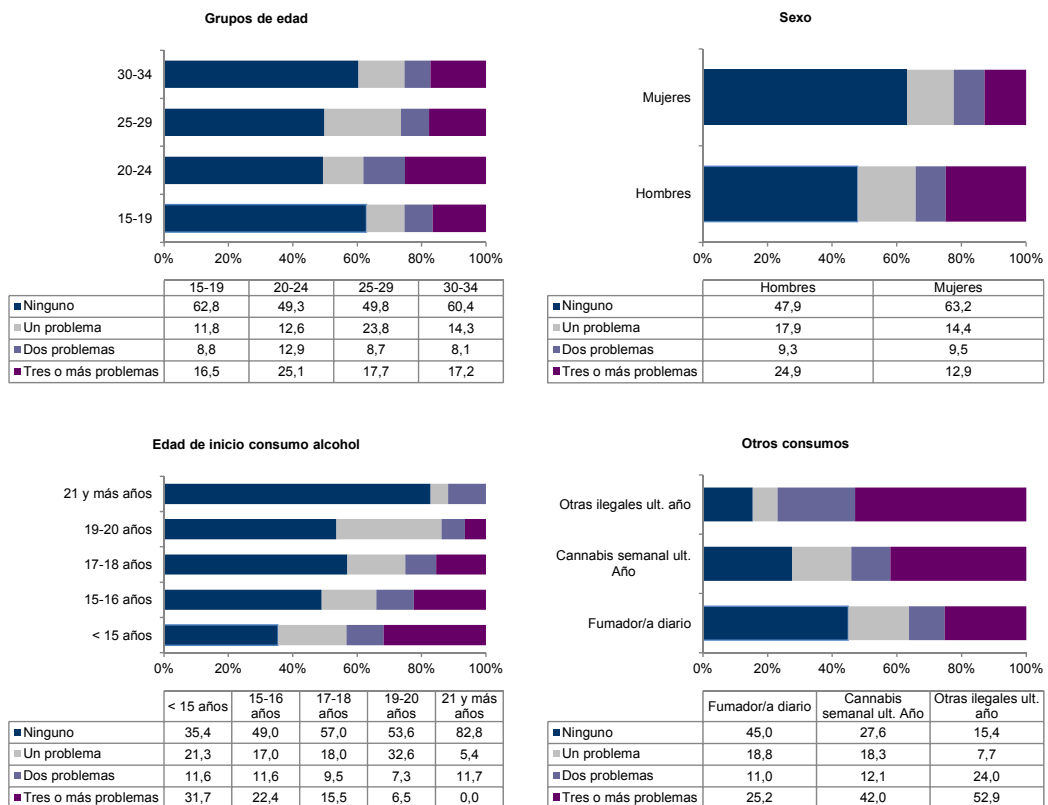 Grupos de edad
30-34
25-29
20-24
15-19
0% 20% 40% 60% 80% 100%
15-19 20-24 25-29 30-34
Ninguno 62,8 49,3 49,8 60,4
Un problema 11,8 12,6 23,8 14,3
Dos problemas 8,8 12,9 8,7 8,1
Tres o más problemas 16,5 25,1 17,7 17,2
Sexo
Mujeres
Hombres
0% 20% 40% 60% 80% 100%
Hombres Mujeres
Ninguno 47,9 63,2
Un problema 17,9 14,4
Dos problemas 9,3 9,5
Tres o más problemas 24,9 12,9
Edad de inicio consumo alcohol
21 y más años
19-20 años
17-18 años
15-16 años
< 15 años
0% 20% 40% 60% 80% 100%
< 15 años 15-16 años 17-18 años 19-20 años 21 y más años
Ninguno 35,4 49,0 57,0 53,6 82,8
Un problema 21,3 17,0 18,0 32,6 5,4
Dos problemas 11,6 11,6 9,5 7,3 11,7
Tres o más problemas 31,7 22,4 15,5 6,5 0,0
Otros consumos
Otras ilegales ult. año
Cannabis semanal ult.
Año
Fumador/a diario
0% 20% 40% 60% 80% 100%
Fumador/a diario Cannabis semanal ult. Año Otras ilegales ult. año
Ninguno 45,0 27,6 15,4
Un problema 18,8 18,3 7,7
Dos problemas 11,0 12,1 24,0
Tres o más problemas 25,2 42,0 52,9